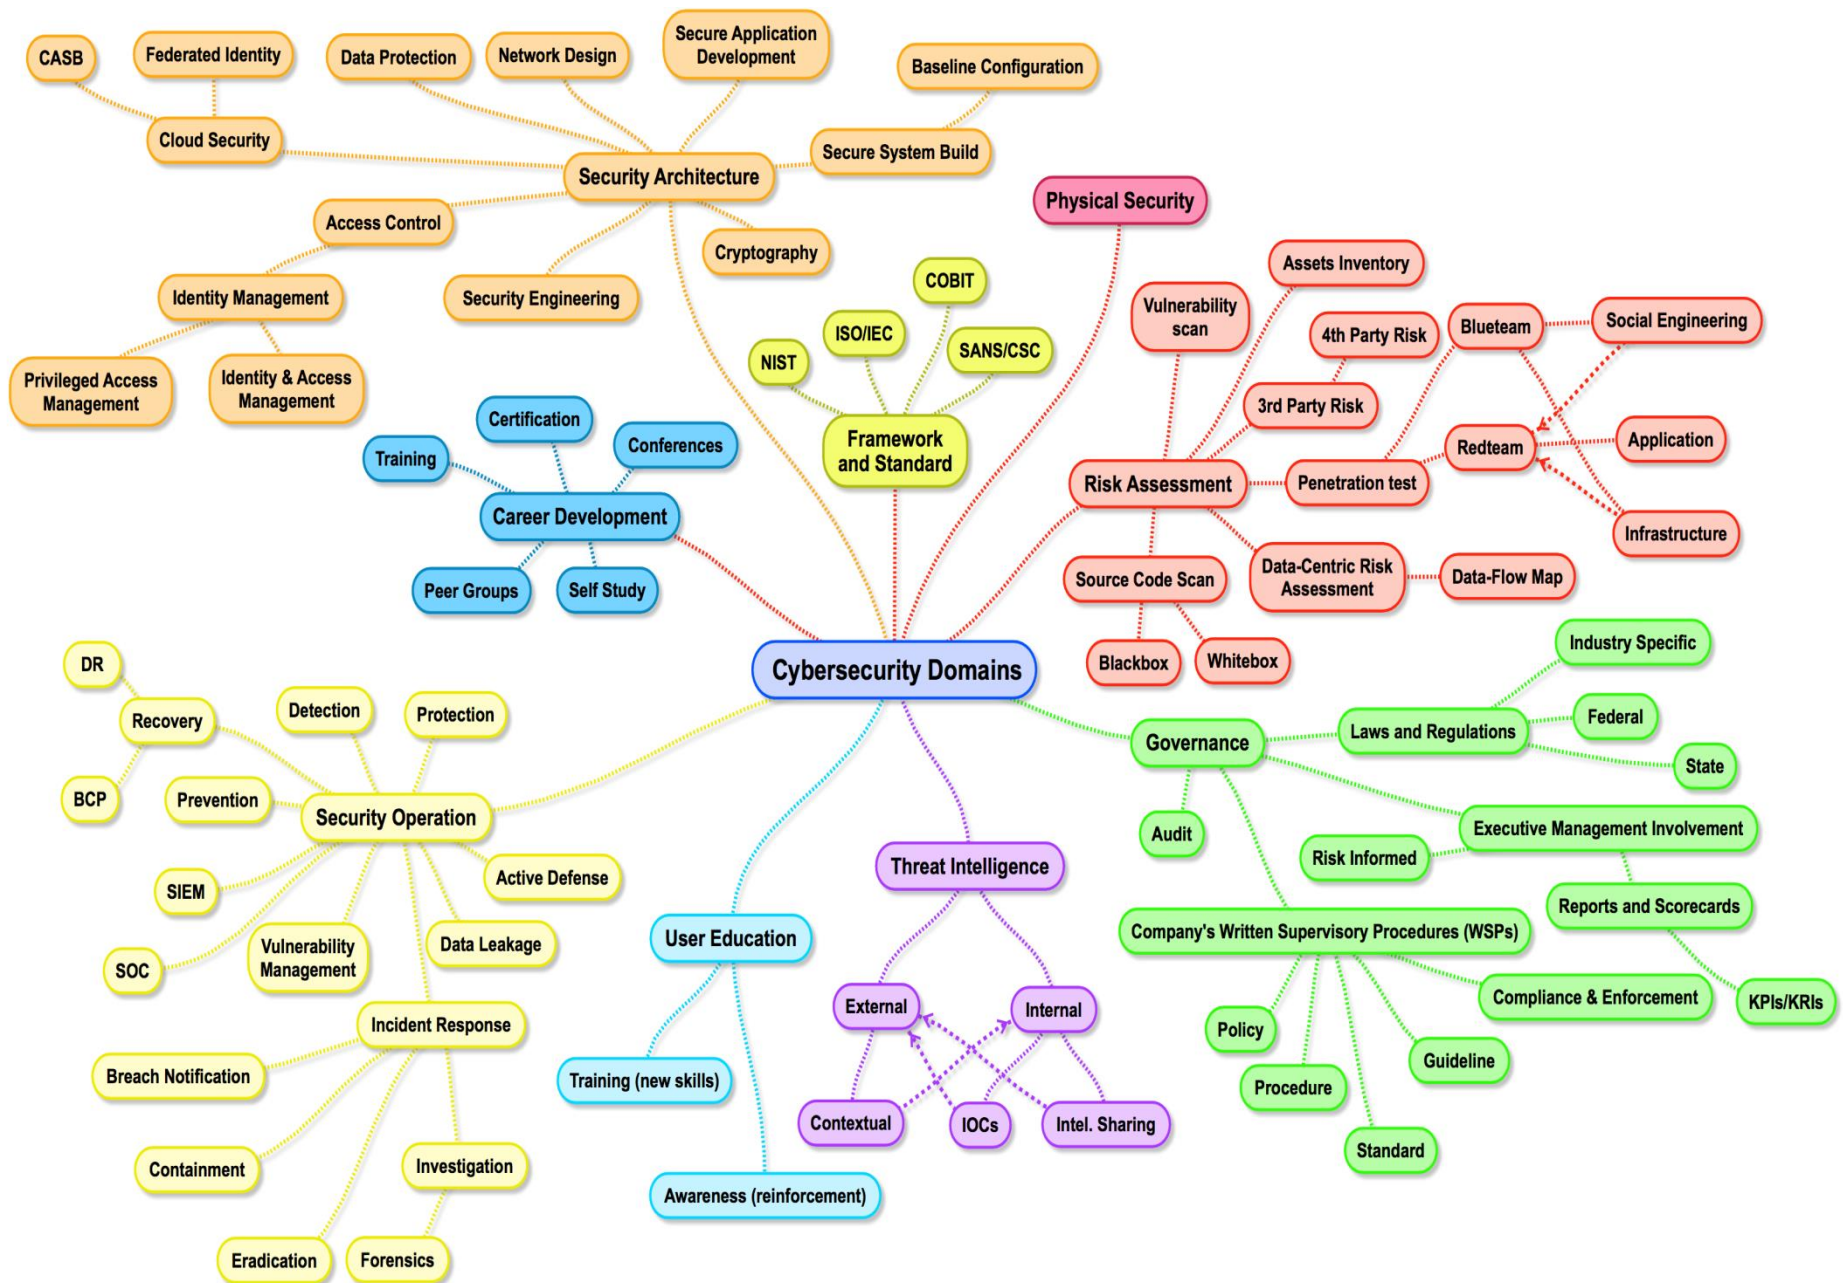 CASB
Federated Identity
Data Protection
Network Design
Secure Application
Development
Baseline Configuration
Cloud Security
Secure System Build
Security Architecture
Physical Security
Access Control
Cryptography
Identity Management
Security Engineering
Privileged Access
Management
Identity & Access
Management
COBIT
ISO/IEC
NIST
SANS/CSC
Framework
and Standard
Assets Inventory
Vulnerability
scan
4th Party Risk
Blueteam
Social Engineering
3rd Party Risk
Redteam
Application
Risk Assessment
Penetration test
Infrastructure
Source Code Scan
Data-Centric Risk
Assessment
Data-Flow Map
Blackbox
Whitebox
Certification
Training
Conferences
Career Development
Peer Groups
Self Study
Cybersecurity Domains
Industry Specific
Federal
Laws and Regulations
Governance
State
Audit
Executive Management Involvement
Risk Informed
Reports and Scorecards
Company's Written Supervisory Procedures (WSPs)
Compliance & Enforcement
KPIs/KRIs
Policy
Guideline
Procedure
Standard
DR
Recovery
Detection
Protection
BCP
Prevention
Security Operation
SIEM
Active Defense
SOC
Vulnerability
Management
Data Leakage
Incident Response
Breach Notification
Containment
Investigation
Eradication
Forensics
User Education
Training (new skills)
Awareness (reinforcement)
Threat Intelligence
External
Internal
Contextual
IOCs
Intel. Sharing